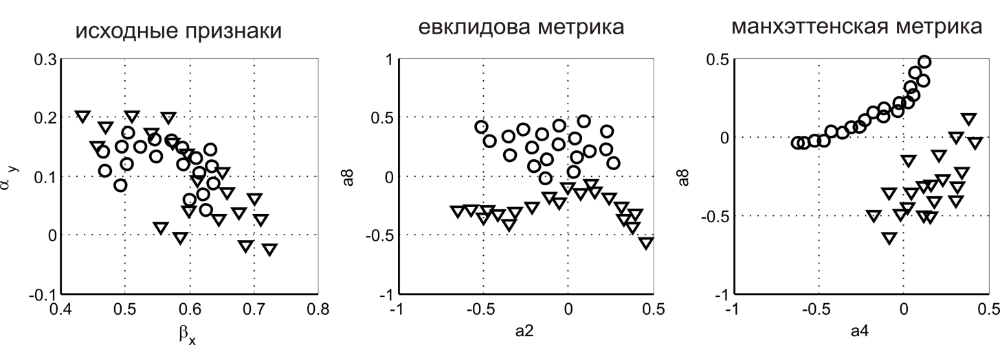 исходные признаки
0.3
0.2
0.1
0
-0.1
0.4 0.5 0.6 0.7 0.8
α y
β x
евклидова метрика
1
0.5
0
-0.5
-1
-1 -0.5 0 0.5
a8
a2
манхэттенская метрика
0.5
0
-0.5
-1
-1 -0.5 0 0.5
a8
a4